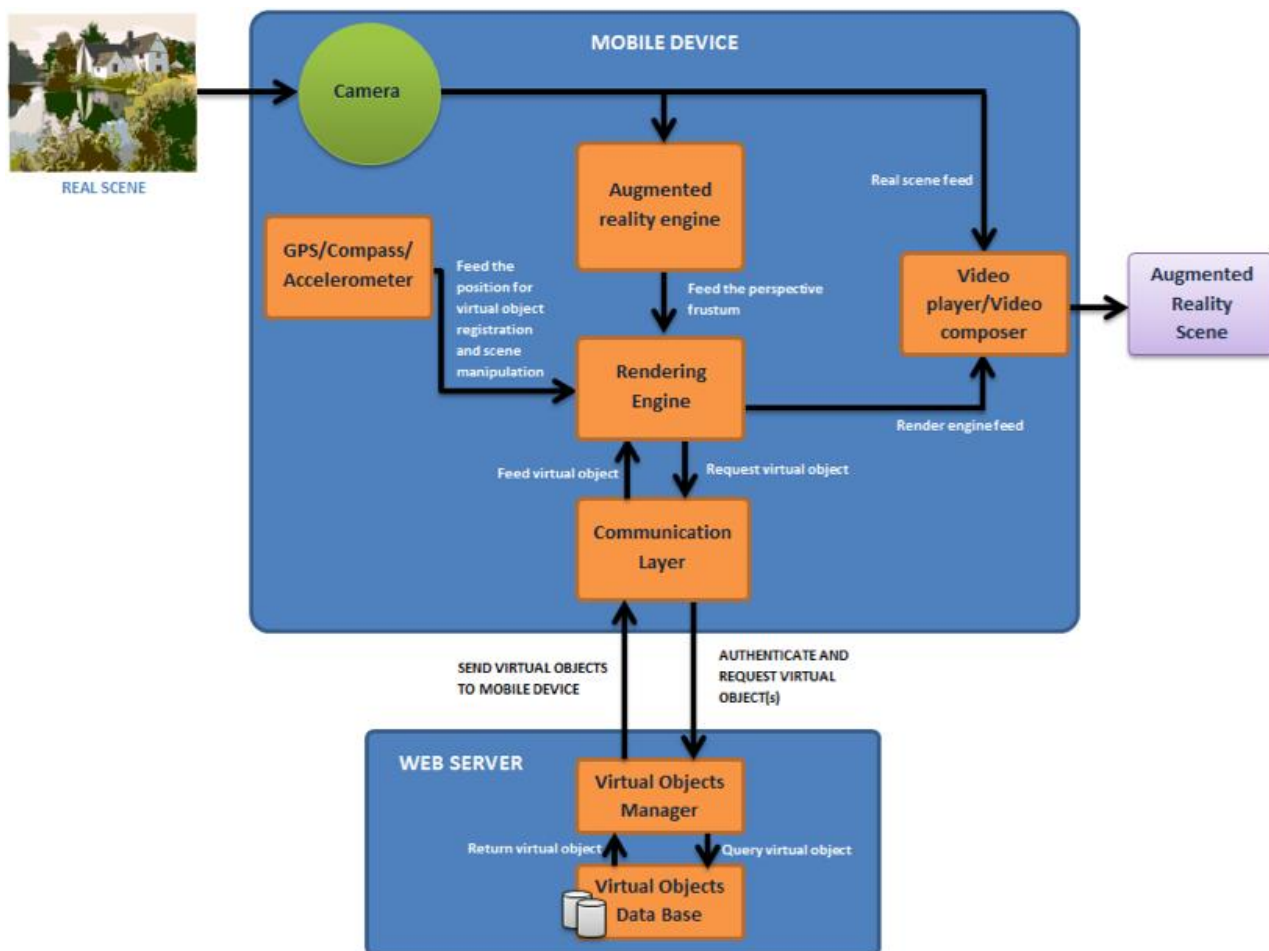 MOBILE DEVICE
Camera
REAL SCENE
Augmented
reality engine
Real scene feed
GPS/Compass/
Accelerometer
Feed the
position for
virtual object
registration
and scene
manipulation
Feed the perspective
frustum
Video
player/Video
composer
Augmented
Reality
Scene
Rendering
Engine
Render engine feed
Feed virtual object
Request virtual object
Communication
Layer
SEND VIRTUAL OBJECTS
TO MOBILE DEVICE
AUTHENTICATE AND
REQUEST VIRTUAL
OBJECT(s)
WEB SERVER
Virtual Objects
Manager
Return virtual object
Query virtual object
Virtual Objects
Data Base